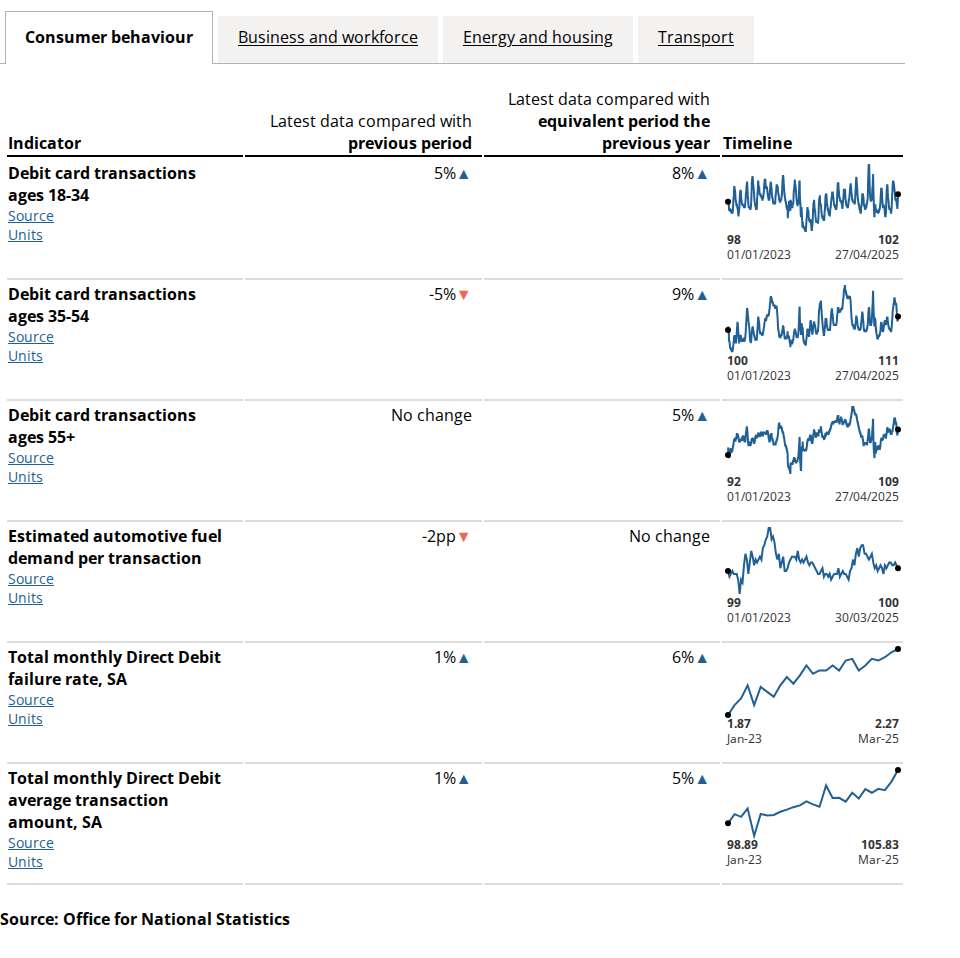 Consumer behaviour
Business and workforce
Energy and housing
Transport
Indicator
Latest data compared with
previous period
Latest data compared with
equivalent period the
previous year
Timeline
Debit card transactions
ages 18-34
Source
Units
5%▲
8%▲
98
102
01/01/2023
27/04/2025
Debit card transactions
ages 35-54
Source
Units
-5%▼
9%▲
100
111
01/01/2023
27/04/2025
Debit card transactions
ages 55+
Source
Units
No change
5%▲
92
109
01/01/2023
27/04/2025
Estimated automotive fuel
demand per transaction
Source
Units
-2pp▼
No change
99
100
01/01/2023
30/03/2025
Total monthly Direct Debit
failure rate, SA
Source
Units
1%▲
6%▲
1.87
2.27
Jan-23
Mar-25
Total monthly Direct Debit
average transaction
amount, SA
Source
Units
1%▲
5%▲
98.89
105.83
Jan-23
Mar-25
Source: Office for National Statistics